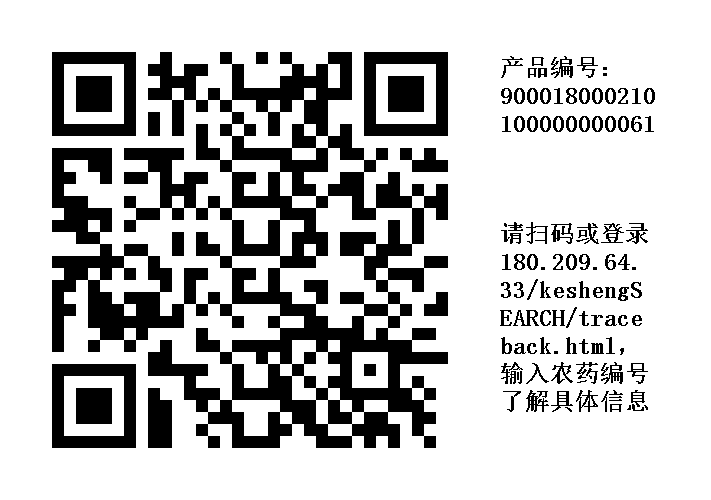 产品编号：
900018000210
100000000061
请扫码或登录
180.209.64.
33/keshengS
EARCH/trace
back.html,
输入农药编号
了解具体信息